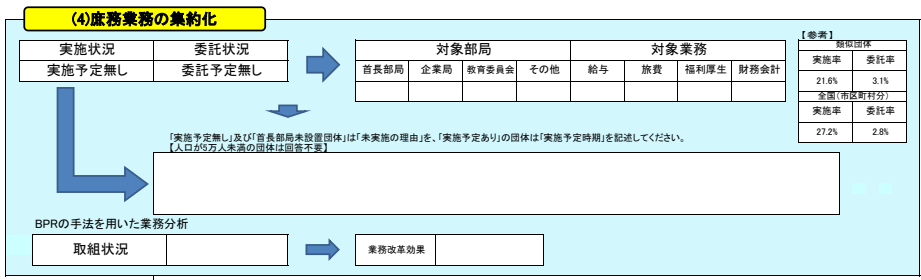 (4)庶務業務の集約化
【参考】
実施状況 委託状況
実施予定無し 委託予定無し
対象部局 対象業務
首長部局 企業局 教育委員会 その他 給与 旅費 福利厚生 財務会計
類似団体
実施率 委託率
21.6% 3.1%
全国(市区町村分)
実施率 委託率
27.2% 2.8%
「実施予定無し」及び「首長部局未設置団体」は「未実施の理由」を、「実施予定あり」の団体は「実施予定時期」を記述してください。
【人口が5万人未満の団体は回答不要】
BPRの手法を用いた業務分析
取組状況 業務改革効果